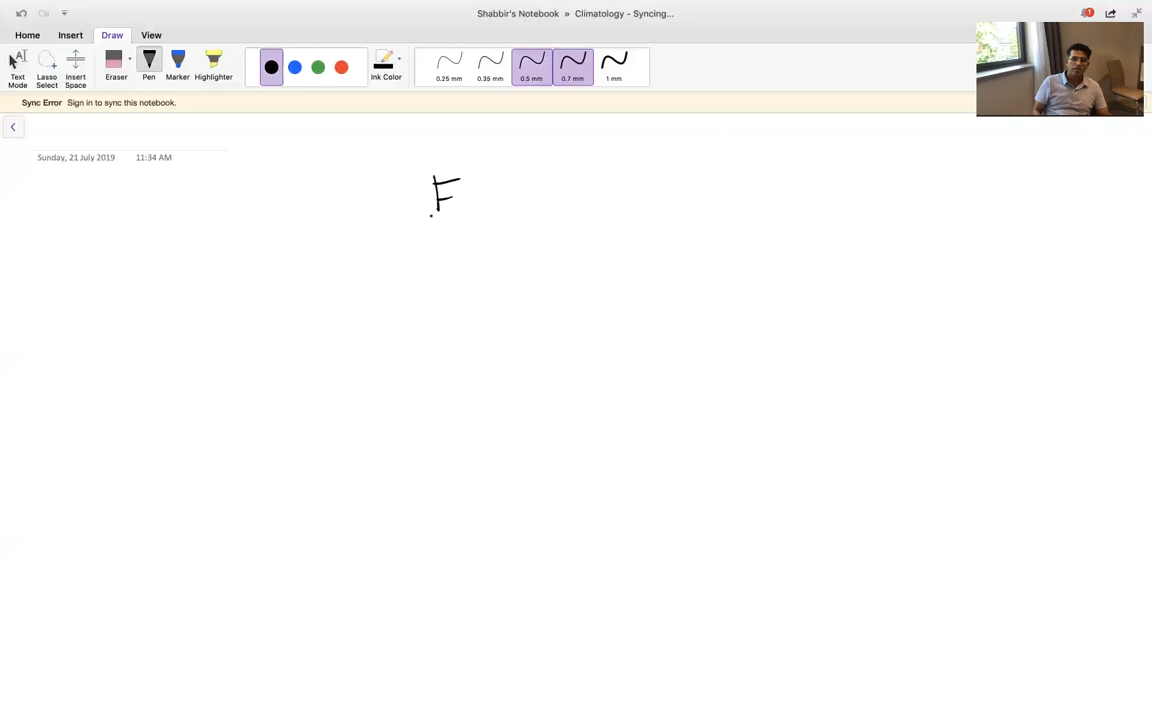 Shabbir's Notebook » Climatology - Syncing...
1
Home Insert Draw View
Text Mode Lasso Select Insert Space Eraser Pen Marker Highlighter Ink Color 0.25 mm 0.35 mm 0.5 mm 0.7 mm 1 mm
Sync Error Sign in to sync this notebook.
Sunday, 21 July 2019 11:34 AM
F